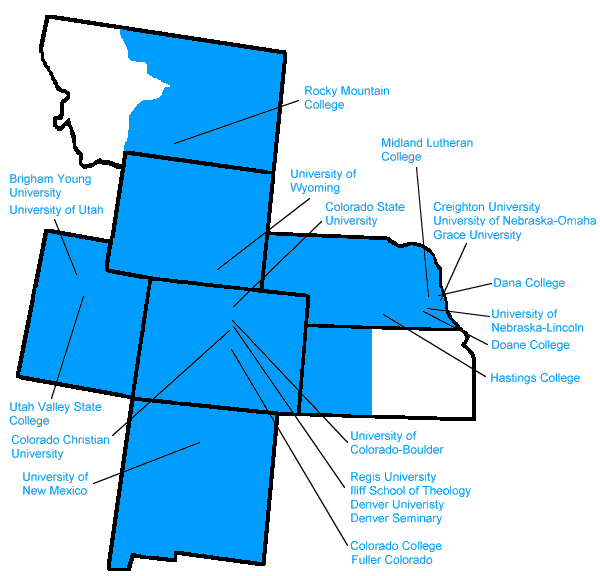 Rocky Mountain
College
Midland Lutheran
College
University of
Wyoming
Brigham Young
University
University of Utah
Colorado State
University
Creighton University
University of Nebraska-Omaha
Grace University
Dana College
University of
Nebraska-Lincoln
Doane College
Hastings College
Utah Valley State
College
Colorado Christian
University
University of
New Mexico
University of
Colorado-Boulder
Regis University
Iliff School of Theology
Denver Univeristy
Denver Seminary
Colorado College
Fuller Colorado